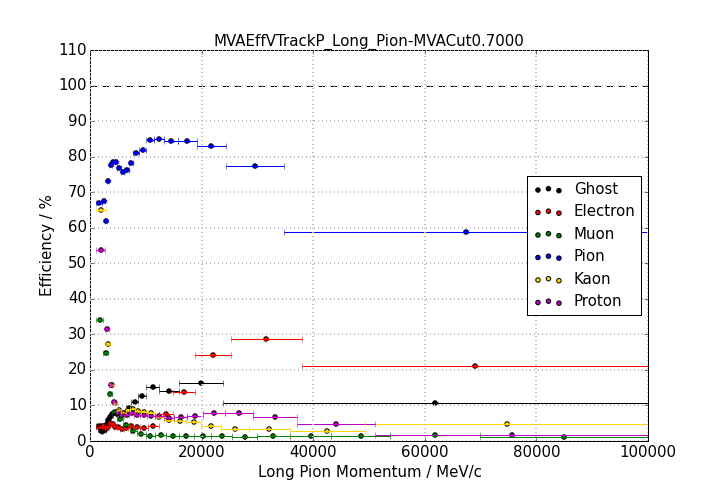 MVAEffVTrackP_Long_Pion-MVACut0.7000
110
100
90
80
70
60
50
40
30
20
10
0
Efficiency / %
Ghost
Electron
Muon
Pion
Kaon
Proton
0 20000 40000 60000 80000 100000
Long Pion Momentum / MeV/c